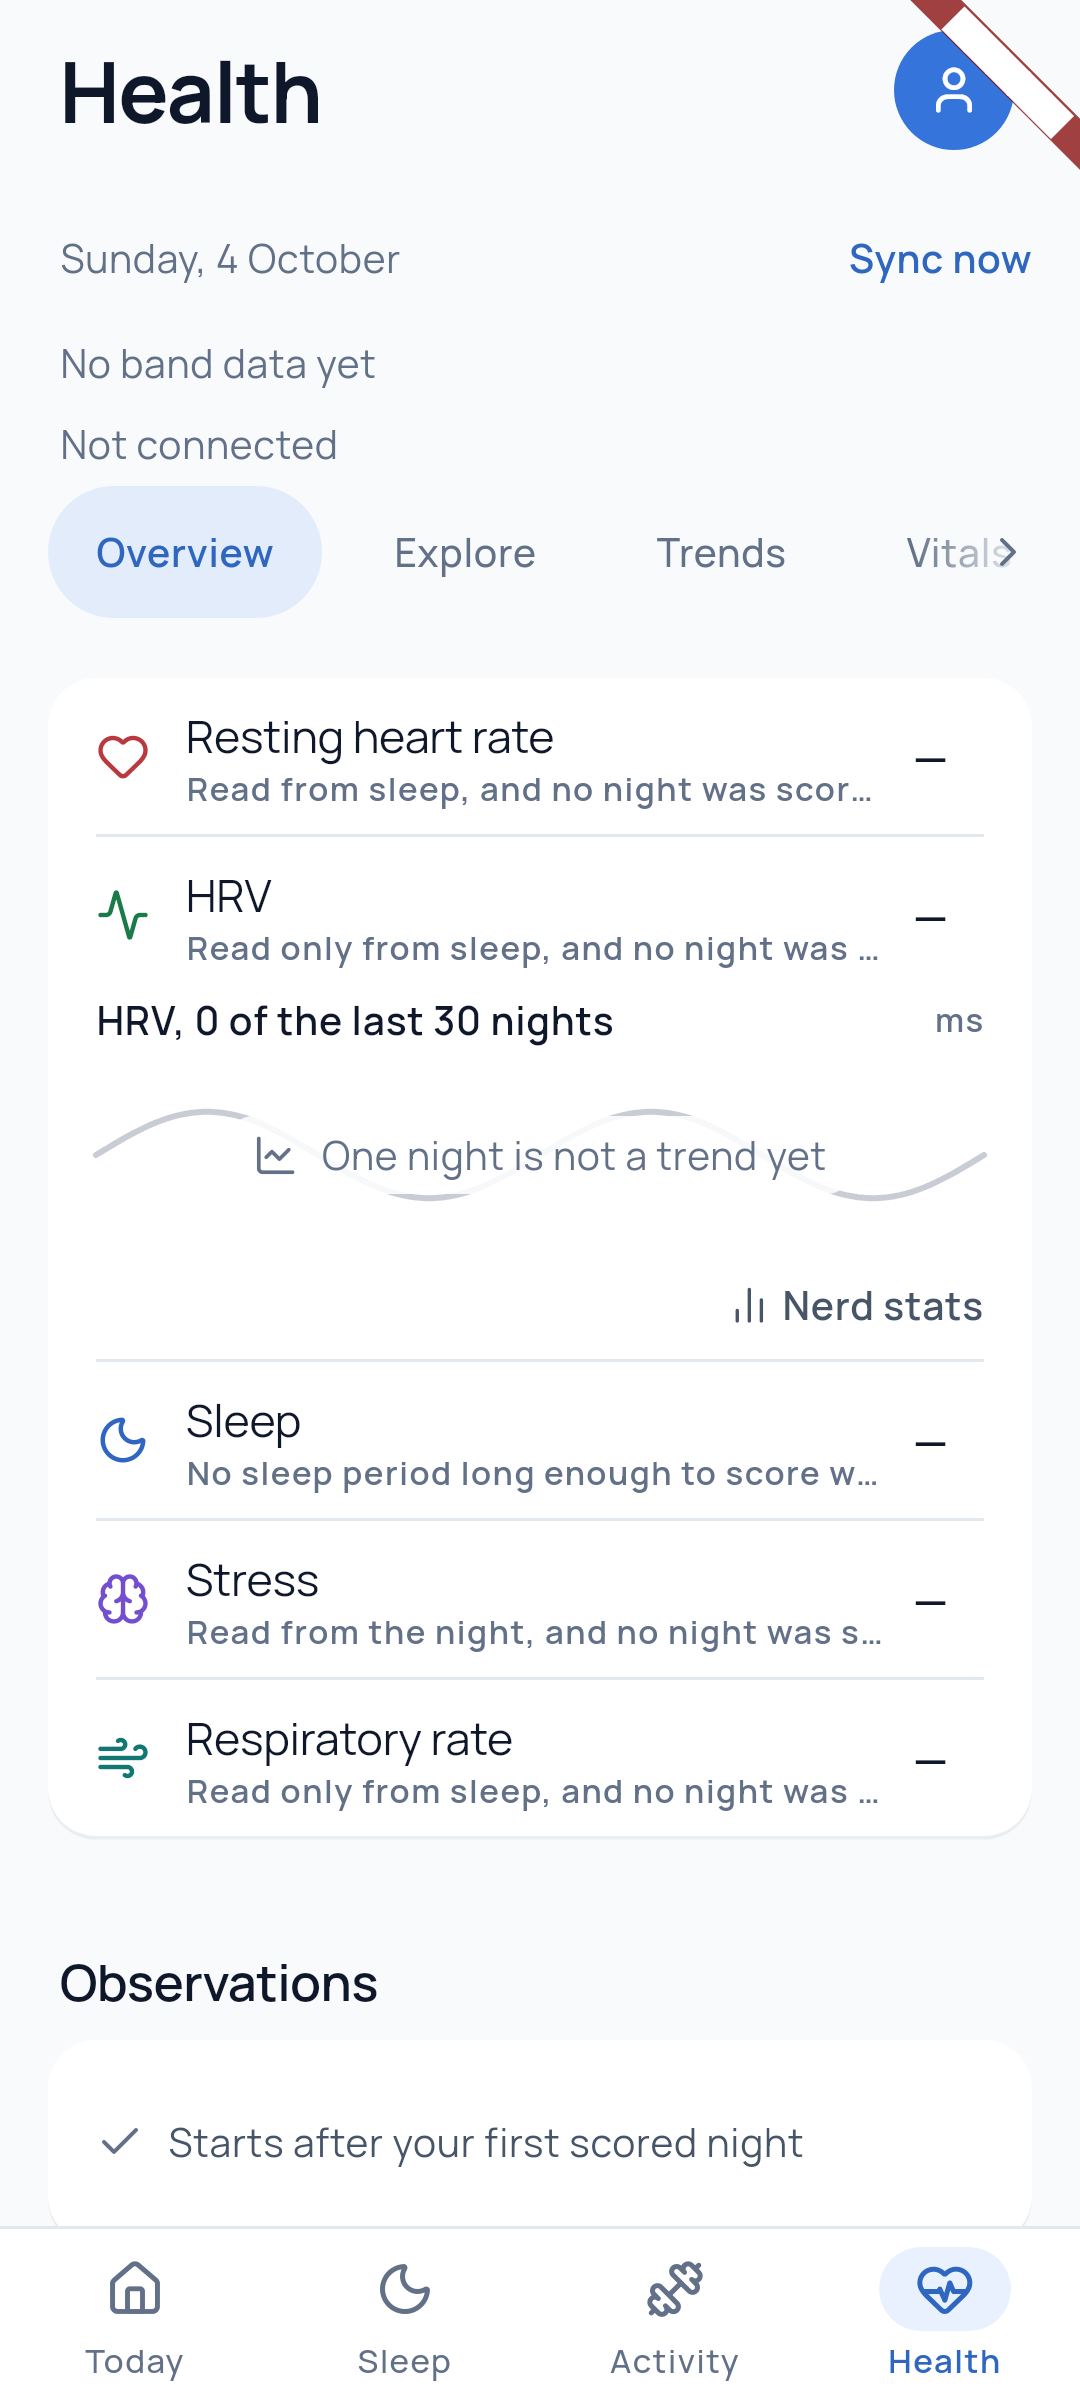 Health
Sunday, 4 October
Sync now
No band data yet
Not connected
Overview
Explore
Trends
Vitals
Resting heart rate
Read from sleep, and no night was scor…
—
HRV
Read only from sleep, and no night was …
—
HRV, 0 of the last 30 nights
ms
One night is not a trend yet
Nerd stats
Sleep
No sleep period long enough to score w…
—
Stress
Read from the night, and no night was s…
—
Respiratory rate
Read only from sleep, and no night was …
—
Observations
Starts after your first scored night
Today
Sleep
Activity
Health